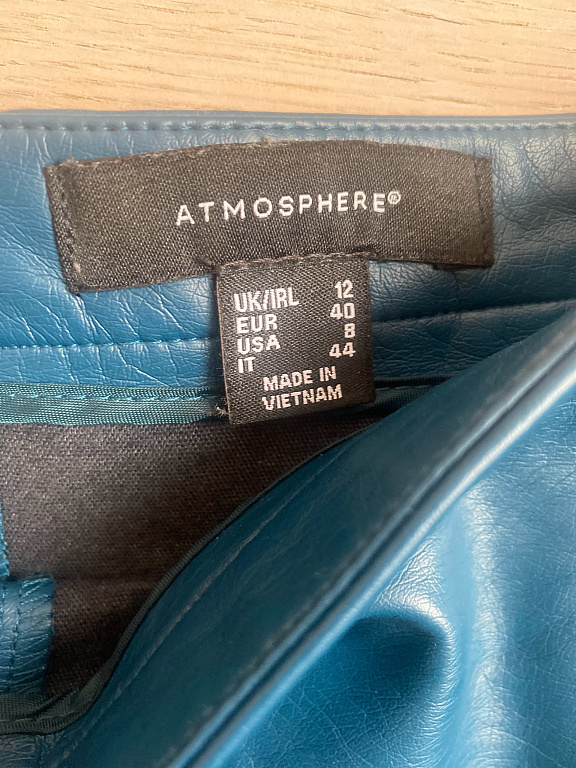 ATMOSPHERE®
UK/IRL 12
EUR 40
USA 8
IT 44
MADE IN
VIETNAM